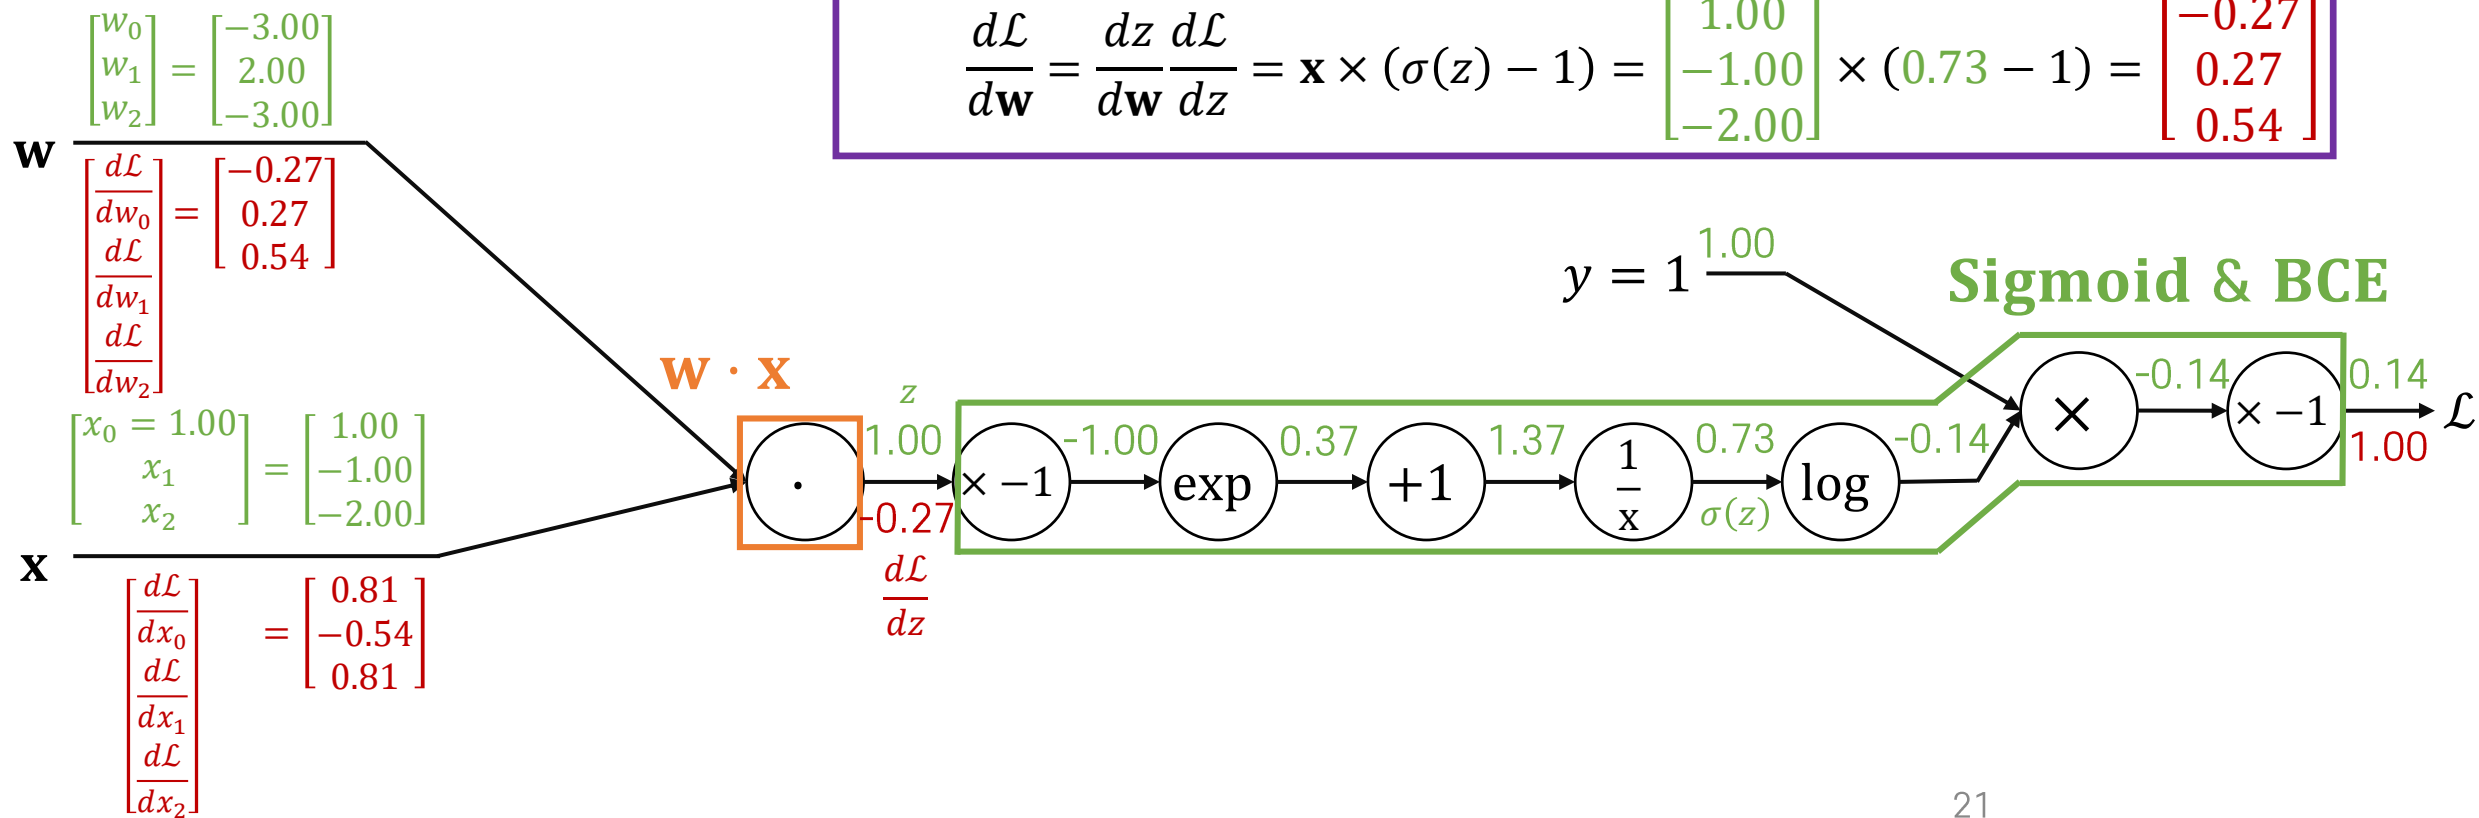 [w₀ w₁ w₂] = [−3.00 2.00 −3.00]
w
[dℒ/dw₀ dℒ/dw₁ dℒ/dw₂] = [−0.27 0.27 0.54]
[x₀ = 1.00 x₁ x₂] = [1.00 −1.00 −2.00]
x
[dℒ/dx₀ dℒ/dx₁ dℒ/dx₂] = [0.81 −0.54 0.81]
dℒ/dw = dz/dw dℒ/dz = x × (σ(z) − 1) = [1.00 −1.00 −2.00] × (0.73 − 1) = [−0.27 0.27 0.54]
y = 1
1.00
Sigmoid & BCE
w · x
·
z
1.00
-0.27
dℒ/dz
× −1
-1.00
exp
0.37
+1
1.37
1/x
0.73
σ(z)
log
-0.14
×
-0.14
× −1
0.14
1.00
ℒ
21